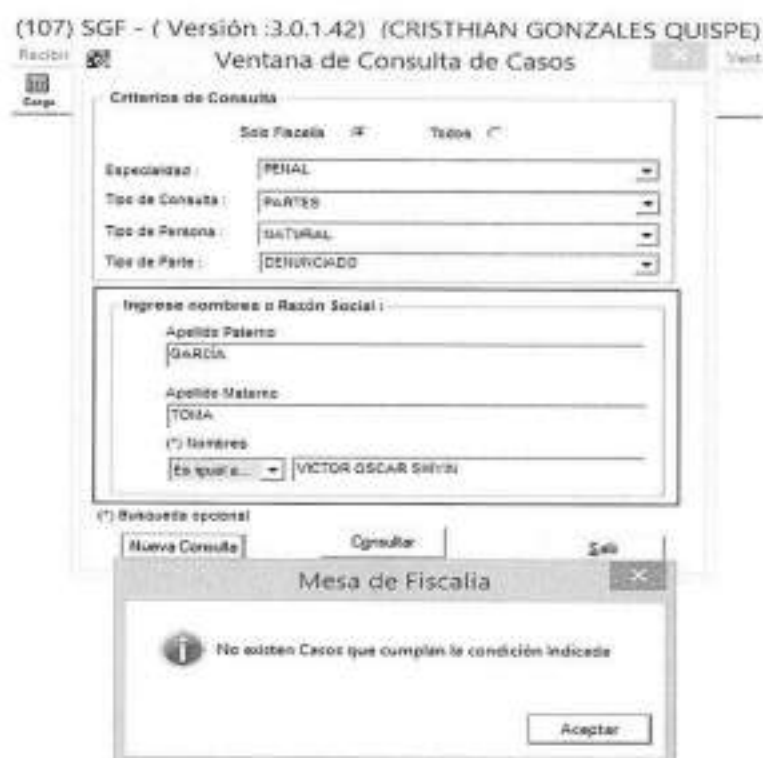 (107) SGF - ( Versión :3.0.1.42) (CRISTHIAN GONZALES QUISPE)
Recibir
Ventana de Consulta de Casos
Vent
Cargo
Criterios de Consulta
Solo Fiscalia Todos
Especialidad : PENAL
Tipo de Consulta : PARTES
Tipo de Persona : NATURAL
Tipo de Parte : DENUNCIADO
Ingrese nombres o Razón Social :
Apellido Paterno
GARCÍA
Apellido Materno
TOMA
(*) Nombres
Es igual a... VICTOR OSCAR SHIYIN
(*) Busqueda opcional
Nueva Consulta Consultar Salir
Mesa de Fiscalia
No existen Casos que cumplan la condición indicada
Aceptar